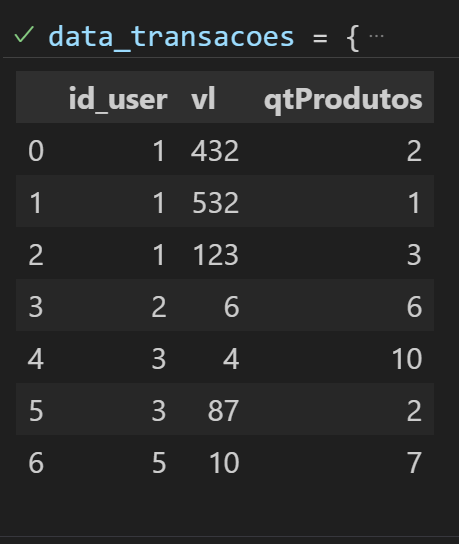 data_transacoes = { ...
id_user vl qtProdutos
0 1 432 2
1 1 532 1
2 1 123 3
3 2 6 6
4 3 4 10
5 3 87 2
6 5 10 7